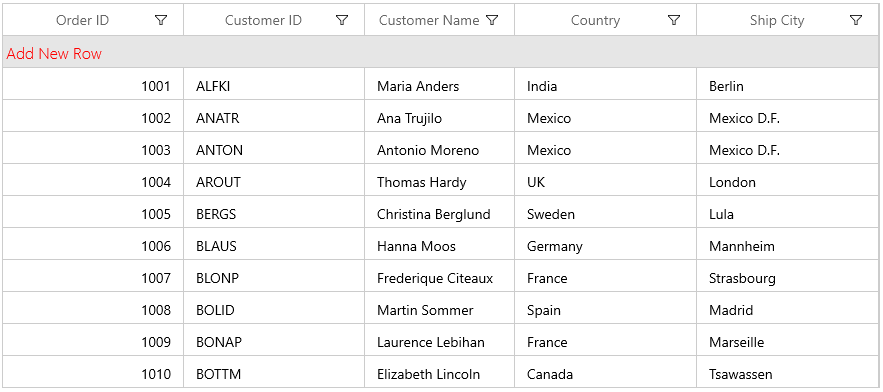 Order ID Customer ID Customer Name Country Ship City
Add New Row
1001 ALFKI Maria Anders India Berlin
1002 ANATR Ana Trujilo Mexico Mexico D.F.
1003 ANTON Antonio Moreno Mexico Mexico D.F.
1004 AROUT Thomas Hardy UK London
1005 BERGS Christina Berglund Sweden Lula
1006 BLAUS Hanna Moos Germany Mannheim
1007 BLONP Frederique Citeaux France Strasbourg
1008 BOLID Martin Sommer Spain Madrid
1009 BONAP Laurence Lebihan France Marseille
1010 BOTTM Elizabeth Lincoln Canada Tsawassen